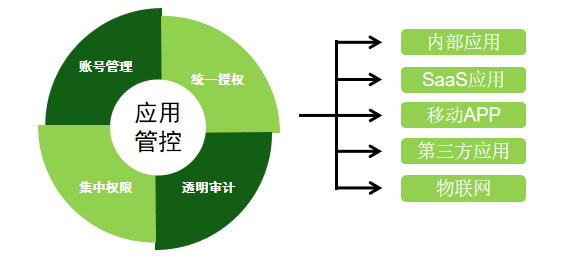 账号管理
统一授权
应用
管控
集中权限
透明审计
内部应用
SaaS应用
移动APP
第三方应用
物联网